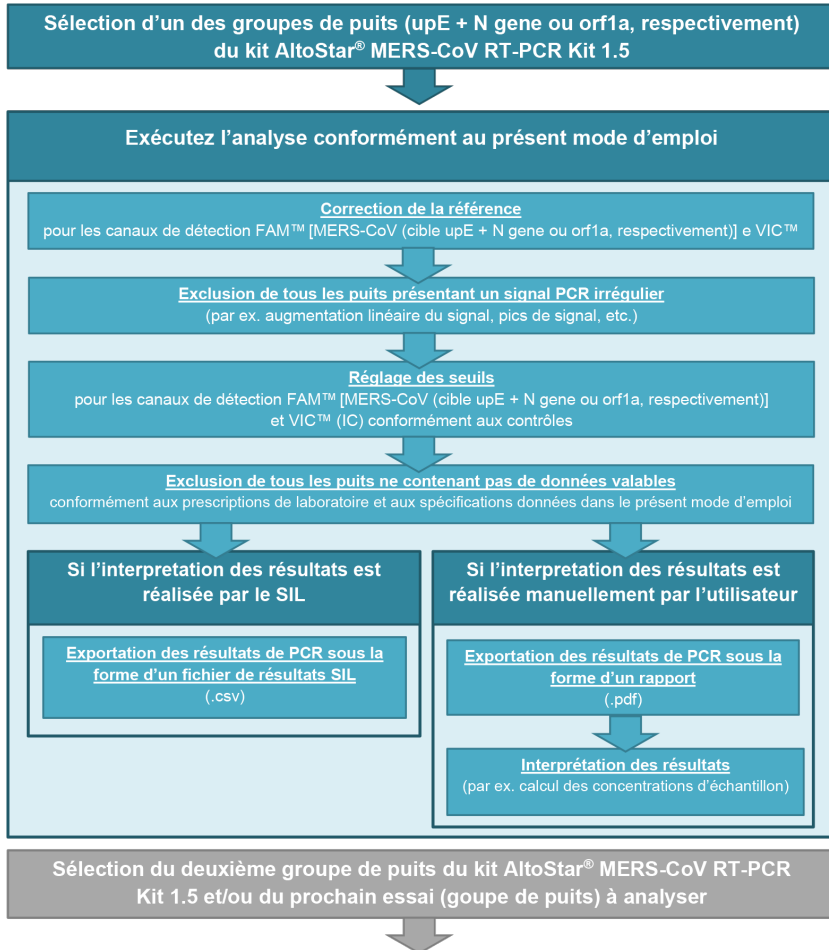 Sélection d'un des groupes de puits (upE + N gene ou orf1a, respectivement)
du kit AltoStar® MERS-CoV RT-PCR Kit 1.5
Exécutez l'analyse conformément au présent mode d'emploi
Correction de la référence
pour les canaux de détection FAM™ [MERS-CoV (cible upE + N gene ou orf1a, respectivement)] e VIC™
Exclusion de tous les puits présentant un signal PCR irrégulier
(par ex. augmentation linéaire du signal, pics de signal, etc.)
Réglage des seuils
pour les canaux de détection FAM™ [MERS-CoV (cible upE + N gene ou orf1a, respectivement)]
et VIC™ (IC) conformément aux contrôles
Exclusion de tous les puits ne contenant pas de données valables
conformément aux prescriptions de laboratoire et aux spécifications données dans le présent mode d'emploi
Si l'interpretation des résultats est
réalisée par le SIL
Exportation des résultats de PCR sous la
forme d'un fichier de résultats SIL
(.csv)
Si l'interpretation des résultats est
réalisée manuellement par l'utilisateur
Exportation des résultats de PCR sous la
forme d'un rapport
(.pdf)
Interprétation des résultats
(par ex. calcul des concentrations d'échantillon)
Sélection du deuxième groupe de puits du kit AltoStar® MERS-CoV RT-PCR
Kit 1.5 et/ou du prochain essai (goupe de puits) à analyser